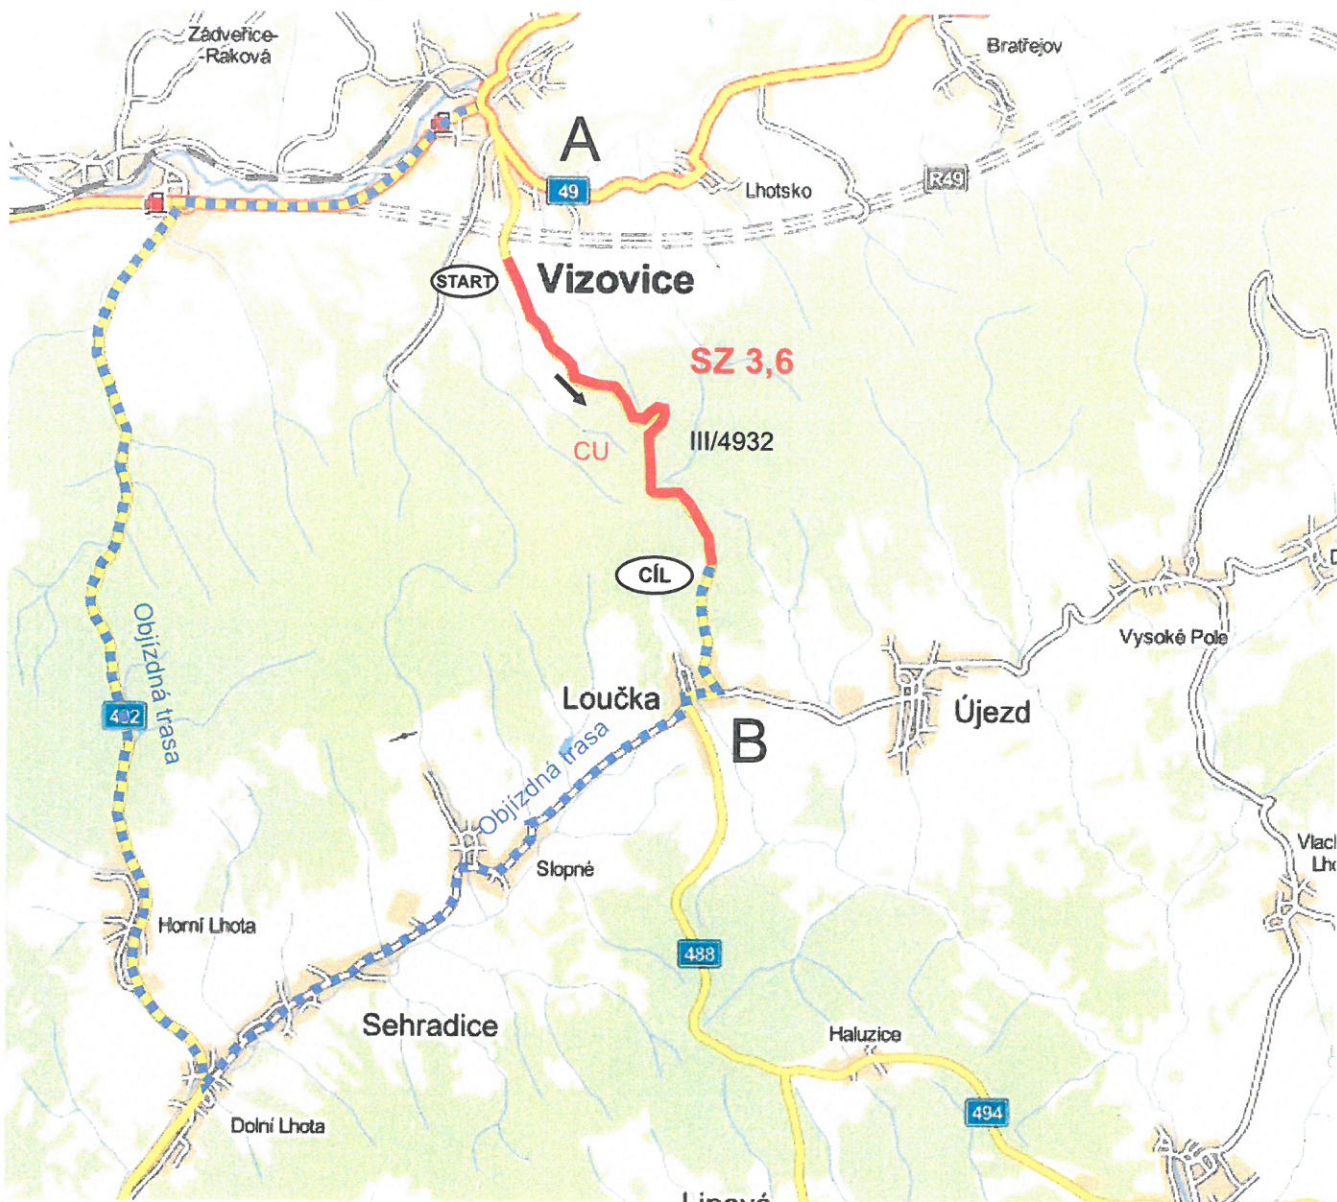 Zádveřice-
-Raková
Bratřejov
A
49
Lhotsko
R49
START
Vizovice
SZ 3,6
CU
III/4932
CÍL
Vysoké Pole
Objízdná trasa
492
Loučka
Objízdná trasa
B
Újezd
Slopné
Horní Lhota
488
Sehradice
Haluzice
494
Dolní Lhota